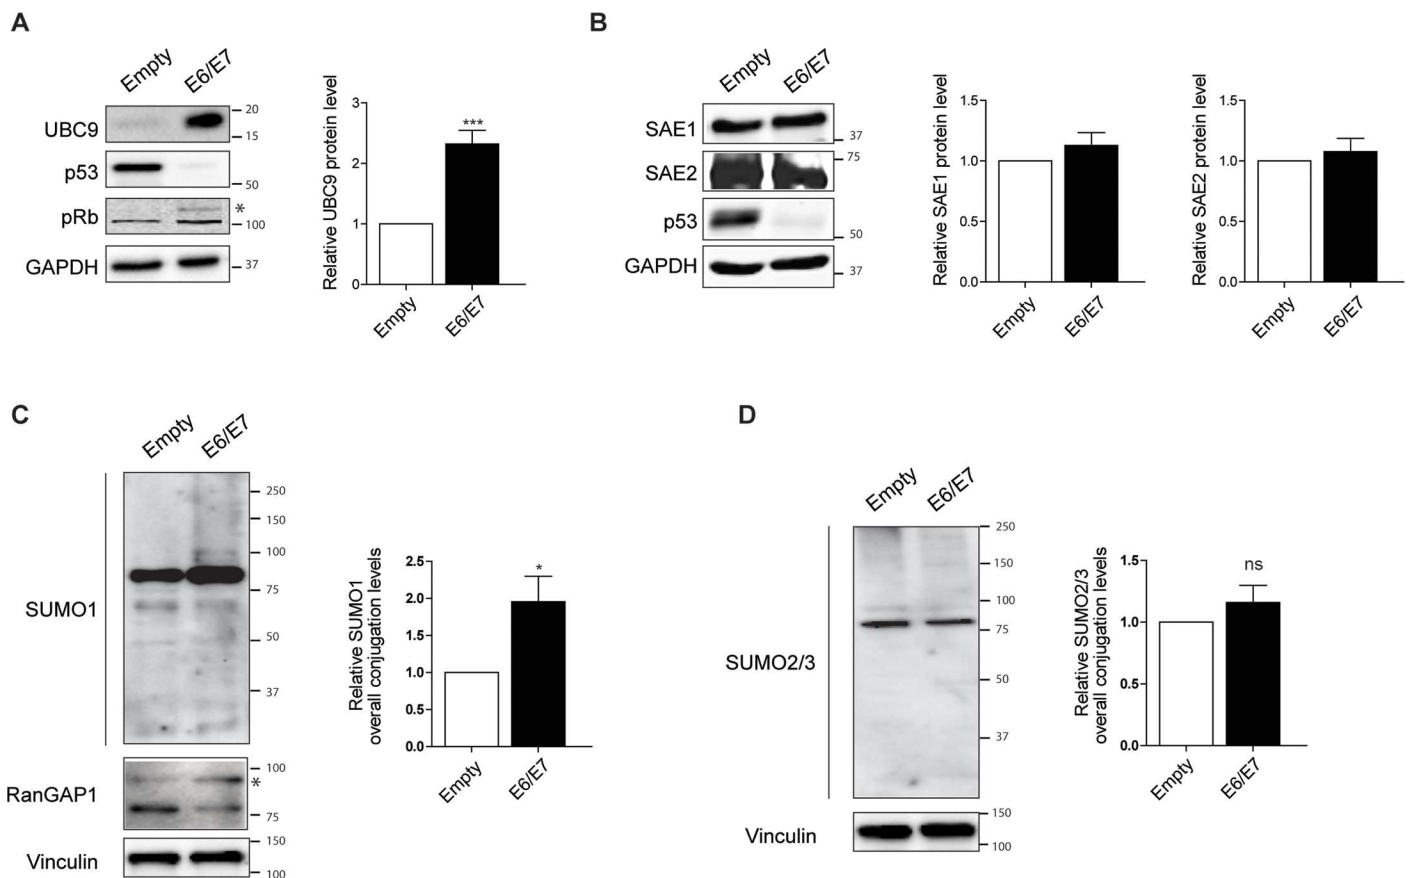 A
Empty
E6/E7
UBC9
20
15
p53
50
pRb
*
100
GAPDH
37
Relative UBC9 protein level
3
2
1
0
***
Empty
E6/E7
B
Empty
E6/E7
SAE1
37
SAE2
75
p53
50
GAPDH
37
Relative SAE1 protein level
1.5
1.0
0.5
0.0
Empty
E6/E7
Relative SAE2 protein level
1.5
1.0
0.5
0.0
Empty
E6/E7
C
Empty
E6/E7
250
150
100
75
50
37
SUMO1
RanGAP1
100
*
75
Vinculin
150
100
Relative SUMO1
overall conjugation levels
2.5
2.0
1.5
1.0
0.5
0.0
*
Empty
E6/E7
D
Empty
E6/E7
250
150
100
75
50
37
SUMO2/3
Vinculin
150
100
Relative SUMO2/3
overall conjugation levels
1.5
1.0
0.5
0.0
ns
Empty
E6/E7